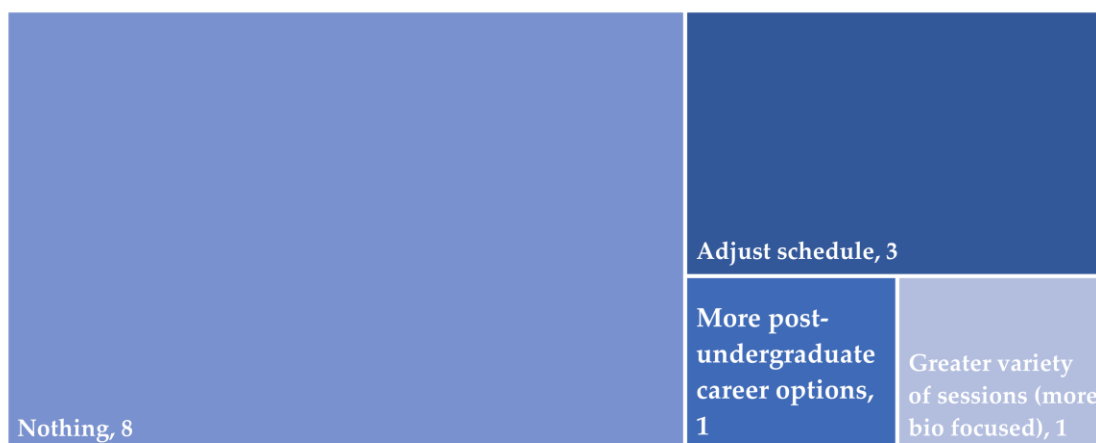 Nothing, 8
Adjust schedule, 3
More post-
undergraduate
career options,
1
Greater variety
of sessions (more
bio focused), 1